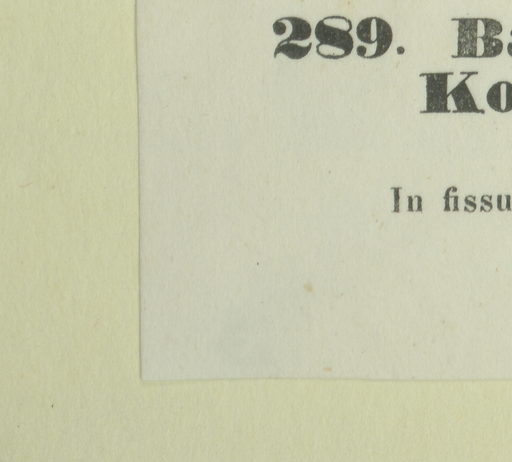 289. Ba
Ko
In fissu